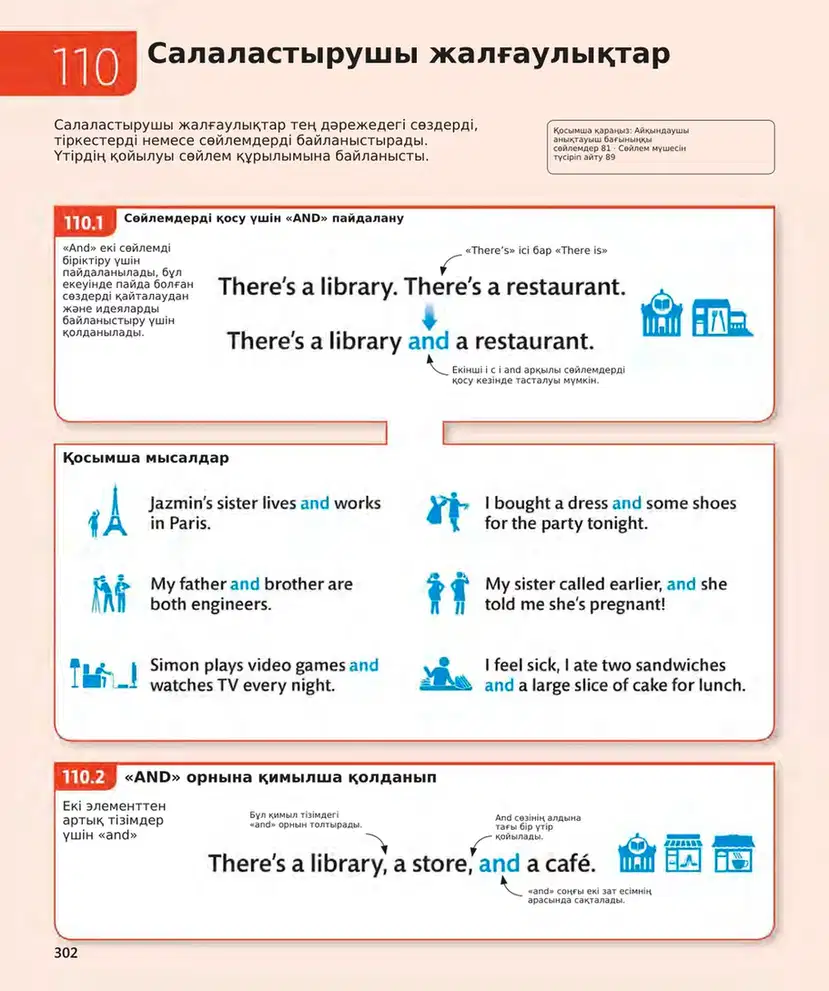 110
Салаластырушы жалғаулықтар
Салаластырушы жалғаулықтар тең дәрежедегі сөздерді,
тіркестерді немесе сөйлемдерді байланыстырады.
Үтірдің қойылуы сөйлем құрылымына байланысты.
Қосымша қараңыз: Айқындаушы
анықтауыш бағыныңқы
сөйлемдер 81 · Сөйлем мүшесін
түсіріп айту 89
110.1 Сөйлемдерді қосу үшін «AND» пайдалану
«And» екі сөйлемді
біріктіру үшін
пайдаланылады, бұл
екеуінде пайда болған
сөздерді қайталаудан
және идеяларды
байланыстыру үшін
қолданылады.
«There's» ісі бар «There is»
There's a library. There's a restaurant.
There's a library and a restaurant.
Екінші і с і and арқылы сөйлемдерді
қосу кезінде тасталуы мүмкін.
Қосымша мысалдар
Jazmin's sister lives and works
in Paris.
I bought a dress and some shoes
for the party tonight.
My father and brother are
both engineers.
My sister called earlier, and she
told me she's pregnant!
Simon plays video games and
watches TV every night.
I feel sick, I ate two sandwiches
and a large slice of cake for lunch.
110.2 «AND» орнына қимылша қолданып
Екі элементтен
артық тізімдер
үшін «and»
Бұл қимыл тізімдегі
«and» орнын толтырады.
And сөзінің алдына
тағы бір үтір
қойылады.
There's a library, a store, and a café.
«and» соңғы екі зат есімнің
арасында сақталады.
302